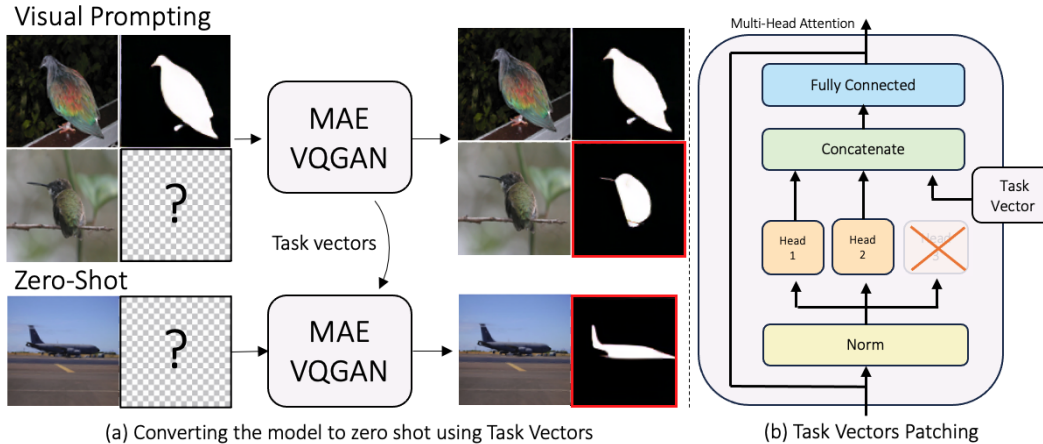 Visual Prompting
?
MAE
VQGAN
Task vectors
Zero-Shot
?
MAE
VQGAN
(a) Converting the model to zero shot using Task Vectors
Multi-Head Attention
Fully Connected
Concatenate
Task
Vector
Head
1
Head
2
Head
Norm
(b) Task Vectors Patching